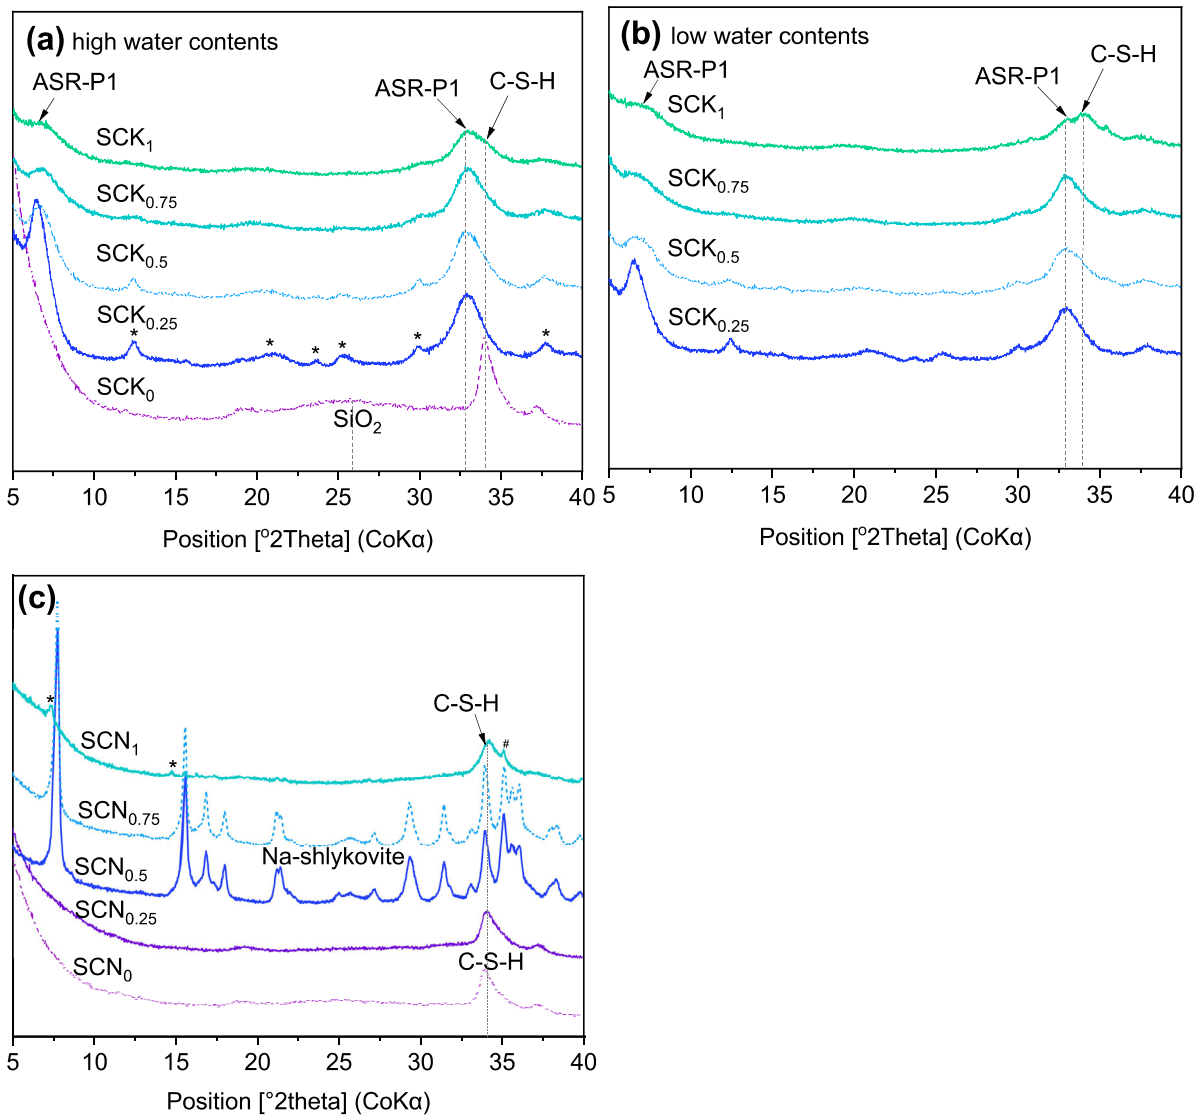 (a) high water contents
ASR-P1
ASR-P1
C-S-H
SCK1
SCK0.75
SCK0.5
SCK0.25
* * * * * *
SCK0
SiO2
5 10 15 20 25 30 35 40
Position [o2Theta] (CoKα)
(b) low water contents
ASR-P1
ASR-P1
C-S-H
SCK1
SCK0.75
SCK0.5
SCK0.25
5 10 15 20 25 30 35 40
Position [o2Theta] (CoKα)
(c)
*
C-S-H
SCN1
* #
SCN0.75
Na-shlykovite
SCN0.5
SCN0.25
C-S-H
SCN0
5 10 15 20 25 30 35 40
Position [°2theta] (CoKα)